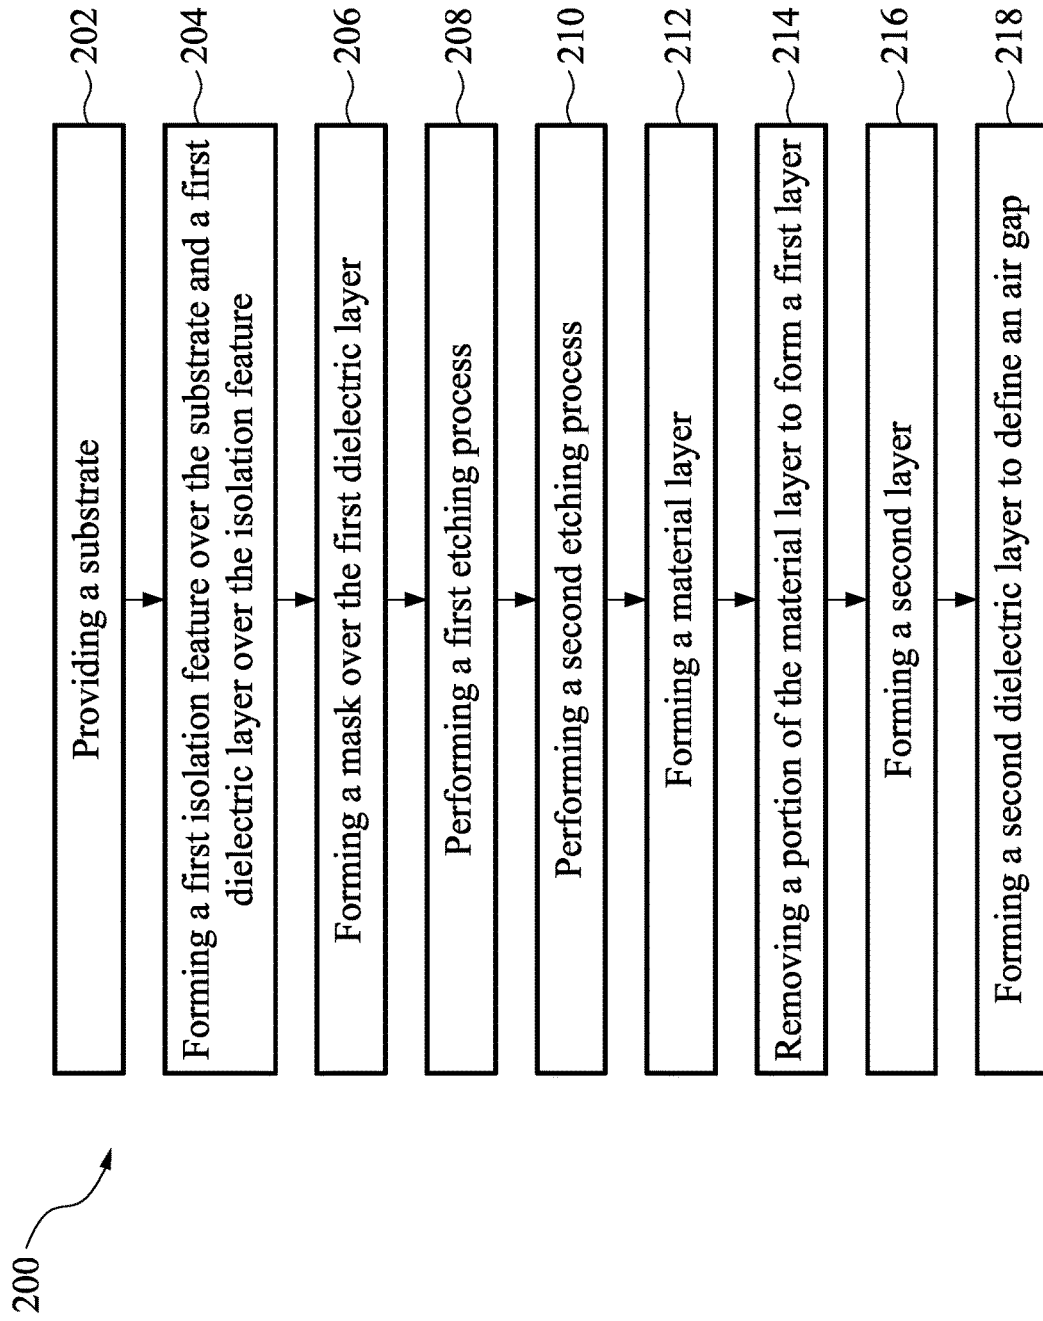 200
Providing a substrate
202
Forming a first isolation feature over the substrate and a first
dielectric layer over the isolation feature
204
Forming a mask over the first dielectric layer
206
Performing a first etching process
208
Performing a second etching process
210
Forming a material layer
212
Removing a portion of the material layer to form a first layer
214
Forming a second layer
216
Forming a second dielectric layer to define an air gap
218